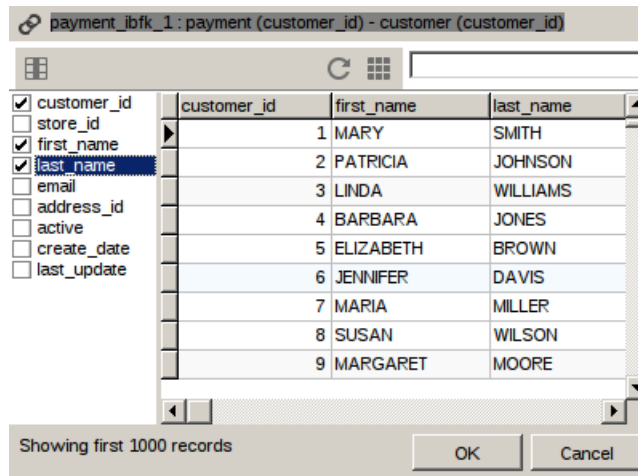 payment_ibfk_1 : payment (customer_id) - customer (customer_id)
customer_id
store_id
first_name
last_name
email
address_id
active
create_date
last_update
customer_id first_name last_name
1 MARY SMITH
2 PATRICIA JOHNSON
3 LINDA WILLIAMS
4 BARBARA JONES
5 ELIZABETH BROWN
6 JENNIFER DAVIS
7 MARIA MILLER
8 SUSAN WILSON
9 MARGARET MOORE
Showing first 1000 records
OK Cancel